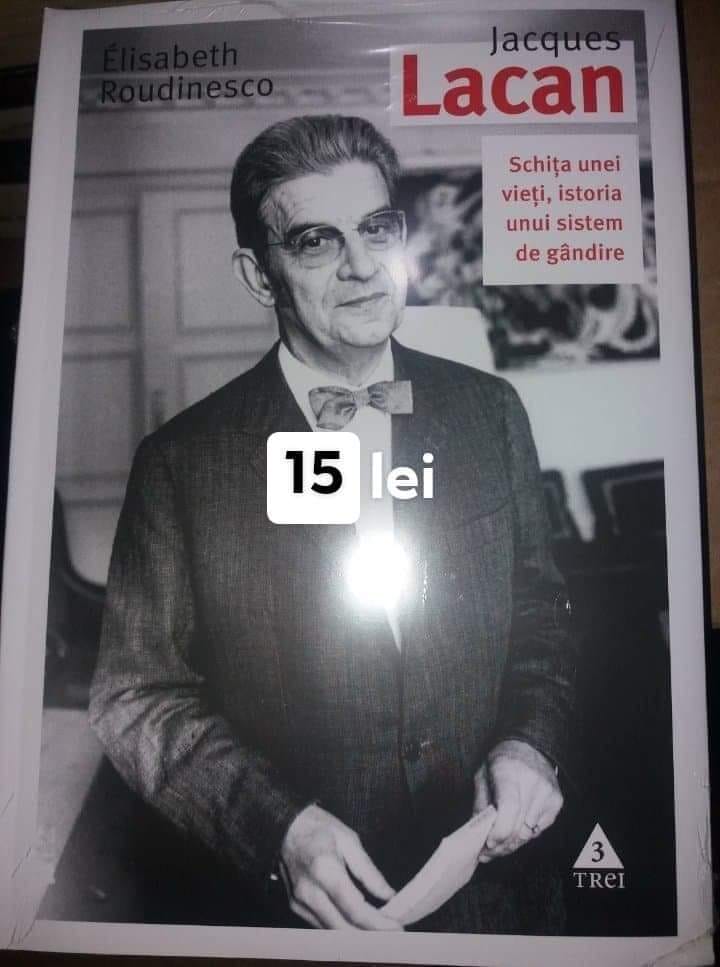 Élisabeth
Roudinesco
Jacques
Lacan
Schița unei
vieți, istoria
unui sistem
de gândire
15 lei
3
TREI